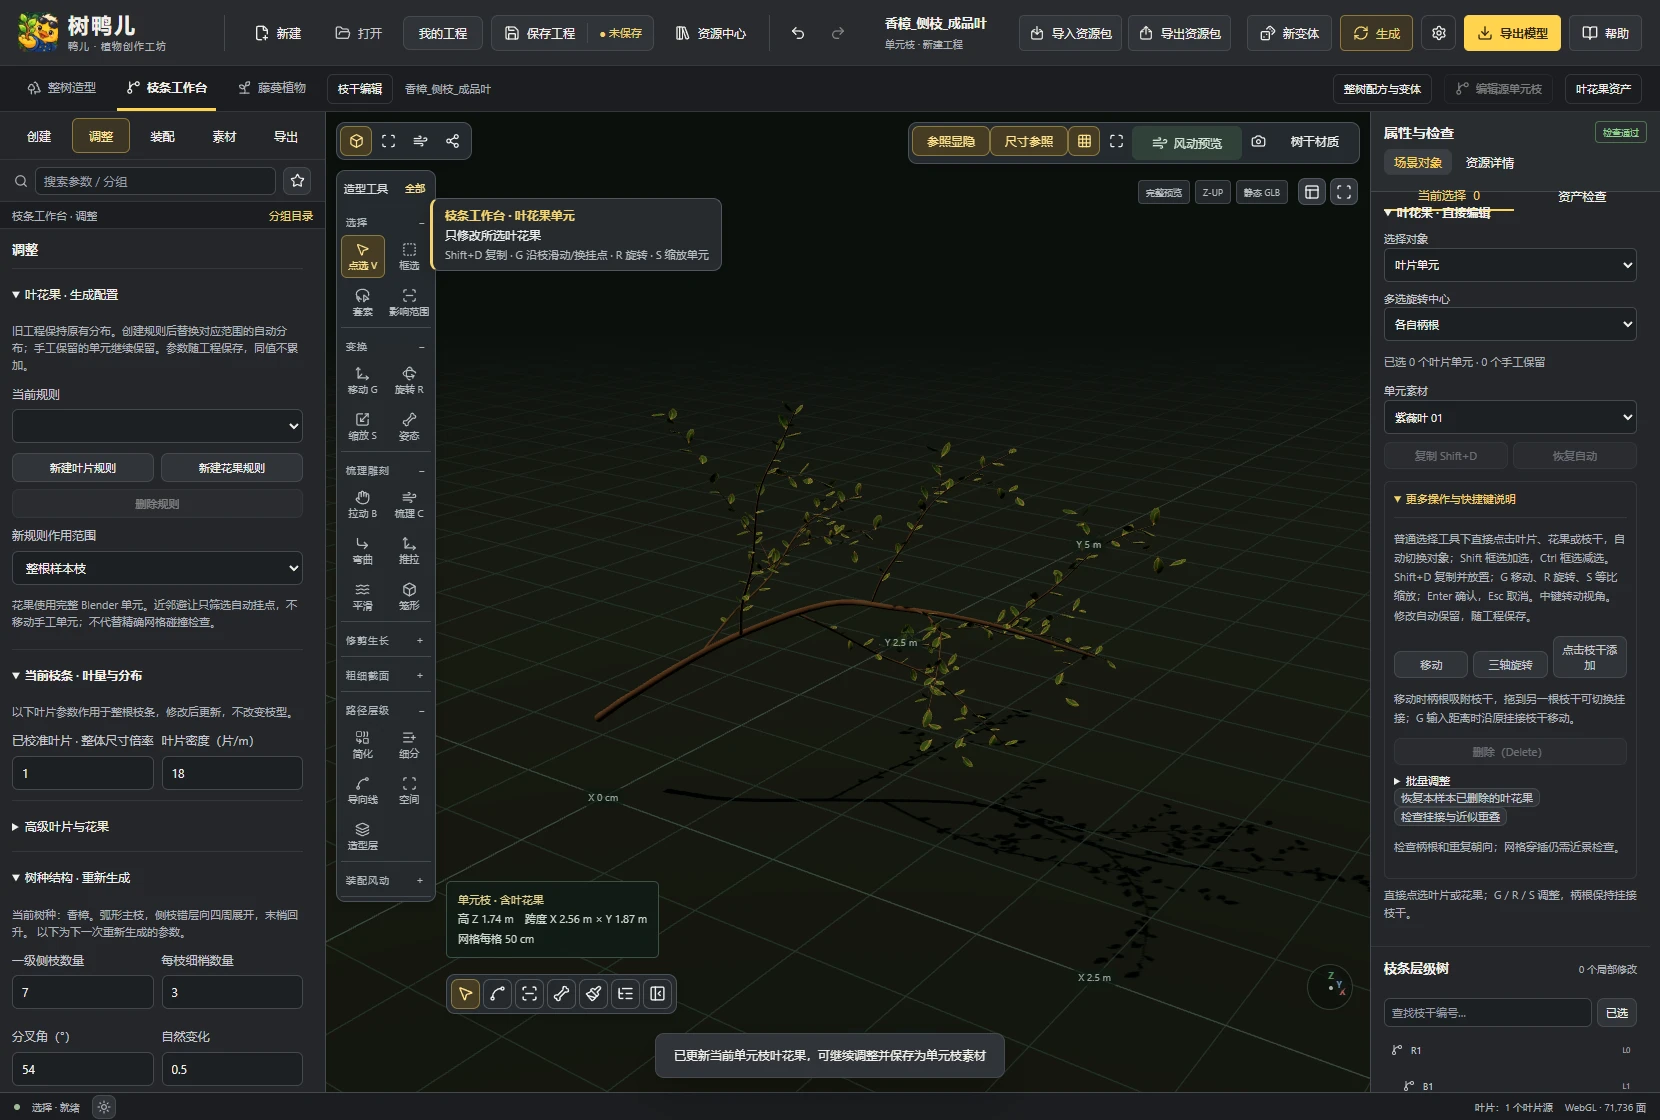 树鸭儿
鸭儿 · 植物创作工坊
新建
打开
我的工程
保存工程
未保存
资源中心
香樟_侧枝_成品叶
单元枝 · 新建工程
导入资源包
导出资源包
新变体
生成
导出模型
帮助
整树造型
枝条工作台
藤蔓植物
枝干编辑
香樟_侧枝_成品叶
整树配方与变体
编辑源单元枝
叶花果资产
创建
调整
装配
素材
导出
搜索参数 / 分组
枝条工作台 · 调整
分组目录
调整
叶花果 · 生成配置
旧工程保持原有分布。创建规则后替换对应范围的自动分
布；手工保留的单元继续保留。参数随工程保存，同值不累
加。
当前规则
新建叶片规则
新建花果规则
删除规则
新规则作用范围
整根样本枝
花果使用完整 Blender 单元。近邻避让只筛选自动挂点，不
移动手工单元；不代替精确网格碰撞检查。
当前枝条 · 叶量与分布
以下叶片参数作用于整根枝条，修改后更新，不改变枝型。
已校准叶片 · 整体尺寸倍率
叶片密度（片/m）
1
18
高级叶片与花果
树种结构 · 重新生成
当前树种：香樟。弧形主枝，侧枝错层向四周展开，末梢回
升。 以下为下一次重新生成的参数。
一级侧枝数量
每枝细梢数量
7
3
分叉角（°）
自然变化
54
0.5
选择 · 就绪
参照显隐
尺寸参照
风动预览
树干材质
完整预览
Z-UP
静态 GLB
造型工具
全部
选择
点选 V
框选
套索
影响范围
变换
移动 G
旋转 R
缩放 S
姿态
梳理雕刻
拉动 B
梳理 C
弯曲
推拉
平滑
笼形
修剪生长
粗细截面
路径层级
简化
细分
导向线
空间
造型层
装配风动
枝条工作台 · 叶花果单元
只修改所选叶花果
Shift+D 复制 · G 沿枝滑动/换挂点 · R 旋转 · S 缩放单元
Y 5 m
Y 2.5 m
X 0 cm
X 2.5 m
单元枝 · 含叶花果
高 Z 1.74 m 跨度 X 2.56 m × Y 1.87 m
网格每格 50 cm
Z
Y
X
已更新当前单元枝叶花果，可继续调整并保存为单元枝素材
属性与检查
检查通过
场景对象
资源详情
当前选择 0
资产检查
叶花果 · 直接编辑
选择对象
叶片单元
多选旋转中心
各自柄根
已选 0 个叶片单元 · 0 个手工保留
单元素材
紫薇叶 01
复制 Shift+D
恢复自动
更多操作与快捷键说明
普通选择工具下直接点击叶片、花果或枝干，自
动切换对象；Shift 框选加选，Ctrl 框选减选。
Shift+D 复制并放置；G 移动、R 旋转、S 等比
缩放；Enter 确认，Esc 取消。中键转动视角。
修改自动保留，随工程保存。
移动
三轴旋转
点击枝干添
加
移动时柄根吸附枝干，拖到另一根枝干可切换挂
接；G 输入距离时沿原挂接枝干移动。
删除（Delete）
批量调整
恢复本样本已删除的叶花果
检查挂接与近似重叠
检查柄根和重复朝向；网格穿插仍需近景检查。
直接点选叶片或花果；G / R / S 调整，柄根保持挂接
枝干。
枝条层级树
0 个局部修改
查找枝干编号...
已选
R1
L0
B1
L1
叶片：1 个叶片源
WebGL · 71,736 面